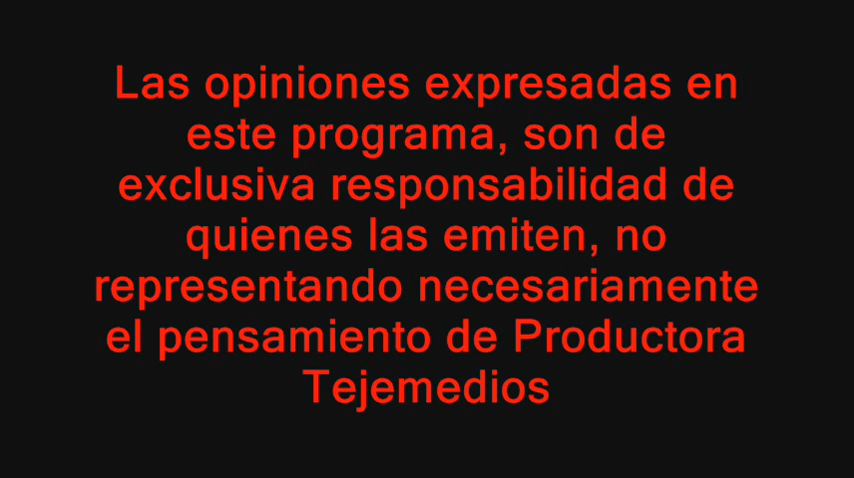 Las opiniones expresadas en
este programa, son de
exclusiva responsabilidad de
quienes las emiten, no
representando necesariamente
el pensamiento de Productora
Tejemedios